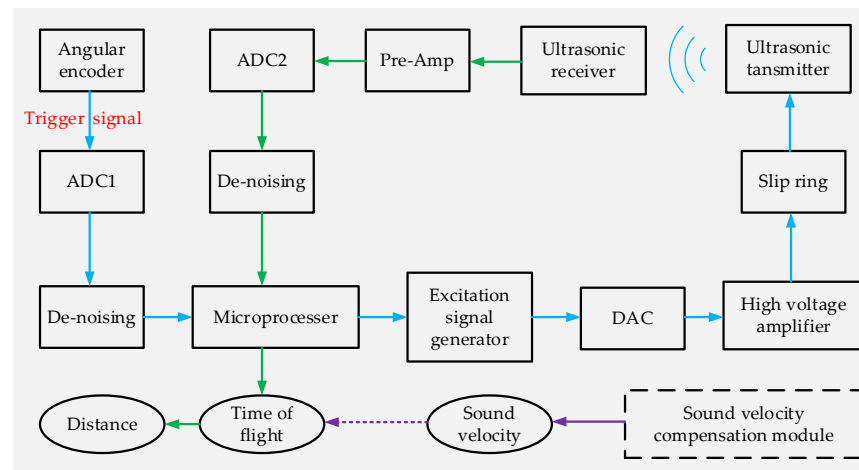 Angular
encoder
ADC2
Pre-Amp
Ultrasonic
receiver
Ultrasonic
tansmitter
Trigger signal
ADC1
De-noising
Slip ring
De-noising
Microprocesser
Excitation
signal
generator
DAC
High voltage
amplifier
Distance
Time of
flight
Sound
velocity
Sound velocity
compensation module